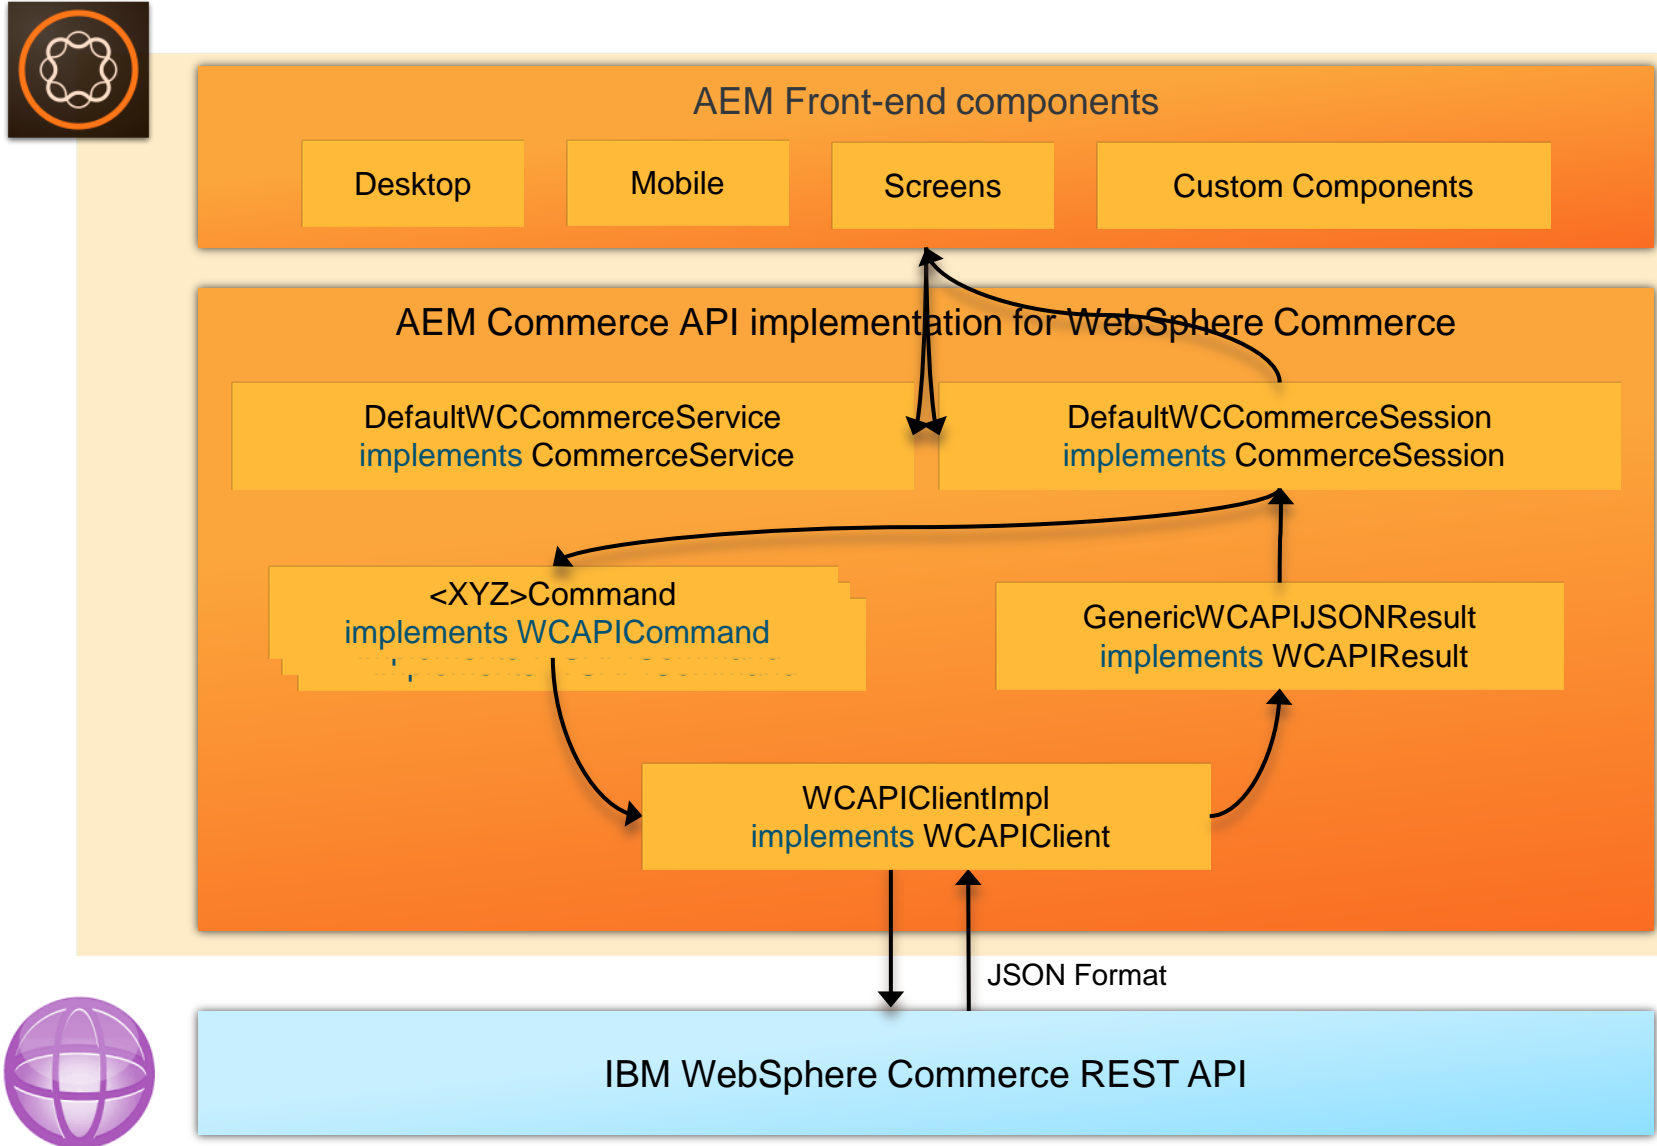 AEM Front-end components
Desktop
Mobile
Screens
Custom Components
AEM Commerce API implementation for WebSphere Commerce
DefaultWCCommerceService
implements CommerceService
DefaultWCCommerceSession
implements CommerceSession
<XYZ>Command
implements WCAPICommand
GenericWCAPIJSONResult
implements WCAPIResult
WCAPIClientImpl
implements WCAPIClient
JSON Format
IBM WebSphere Commerce REST API